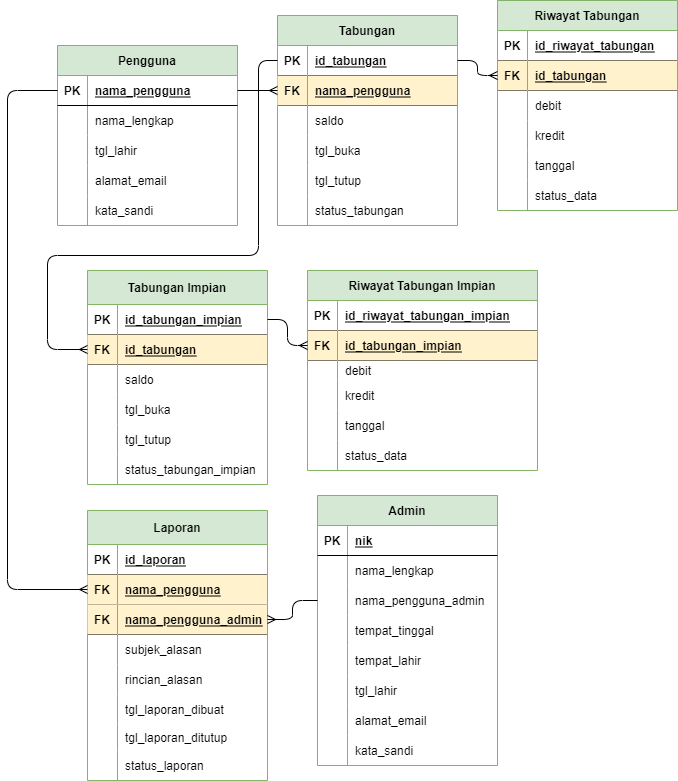 Pengguna
PK nama_pengguna
nama_lengkap
tgl_lahir
alamat_email
kata_sandi
Tabungan
PK id_tabungan
FK nama_pengguna
saldo
tgl_buka
tgl_tutup
status_tabungan
Riwayat Tabungan
PK id_riwayat_tabungan
FK id_tabungan
debit
kredit
tanggal
status_data
Tabungan Impian
PK id_tabungan_impian
FK id_tabungan
saldo
tgl_buka
tgl_tutup
status_tabungan_impian
Riwayat Tabungan Impian
PK id_riwayat_tabungan_impian
FK id_tabungan_impian
debit
kredit
tanggal
status_data
Laporan
PK id_laporan
FK nama_pengguna
FK nama_pengguna_admin
subjek_alasan
rincian_alasan
tgl_laporan_dibuat
tgl_laporan_ditutup
status_laporan
Admin
PK nik
nama_lengkap
nama_pengguna_admin
tempat_tinggal
tempat_lahir
tgl_lahir
alamat_email
kata_sandi